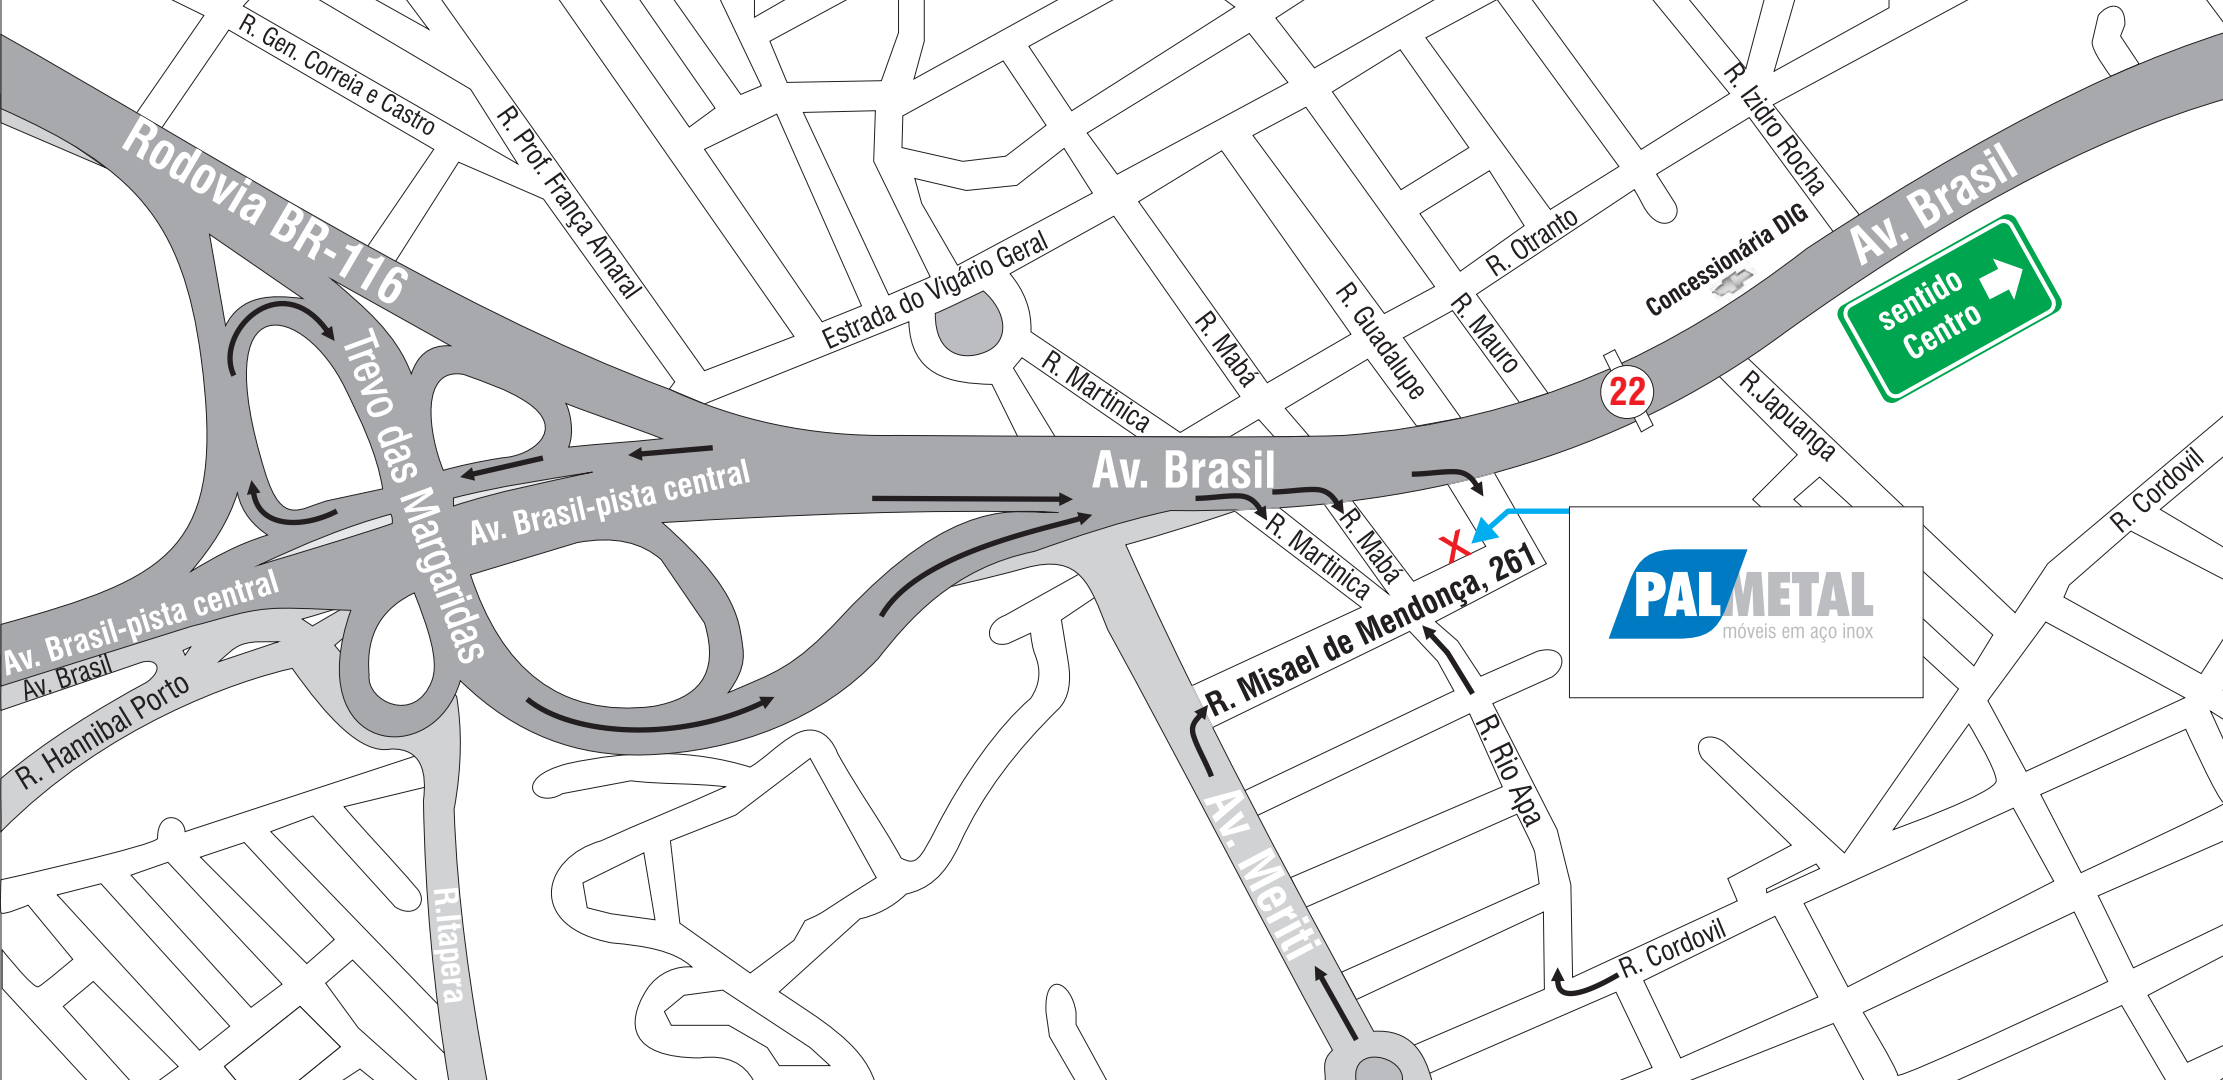 R. Gen. Correia e Castro
R. Prof. França Amaral
R. Izidro Rocha
Rodovia BR-116
Av. Brasil
R. Otranto
Concessionária DIG
Estrada do Vigário Geral
sentido
Centro
R. Mabá
R. Guadalupe
R. Mauro
Trevo das Margaridas
R. Martinica
22
R.Japuanga
Av. Brasil
Av. Brasil-pista central
R. Cordovil
R. Martinica
R. Mabá
X
Av. Brasil-pista central
Av. Brasil
R. Hannibal Porto
R. Misael de Mendonça, 261
PALMETAL
móveis em aço inox
R. Rio Apa
Av. Meriti
R.Itapera
R. Cordovil